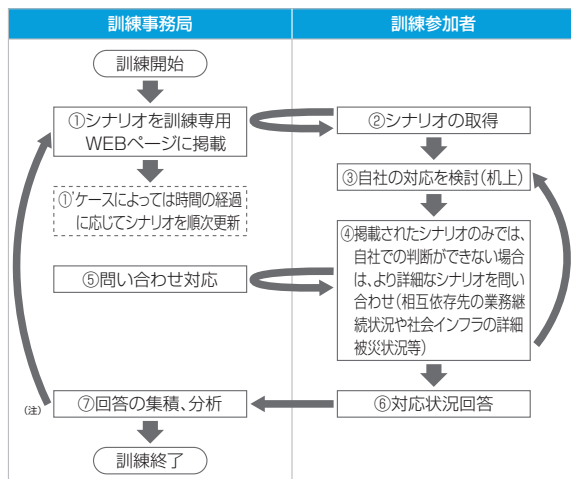 訓練事務局
訓練参加者
訓練開始
①シナリオを訓練専用
WEBページに掲載
②シナリオの取得
①'ケースによっては時間の経過
に応じてシナリオを順次更新
③自社の対応を検討(机上)
④掲載されたシナリオのみでは、
自社での判断ができない場合
は、より詳細なシナリオを問い
合わせ(相互依存先の業務継
続状況や社会インフラの詳細
被災状況等)
⑤問い合わせ対応
⑥対応状況回答
(注)
⑦回答の集積、分析
訓練終了